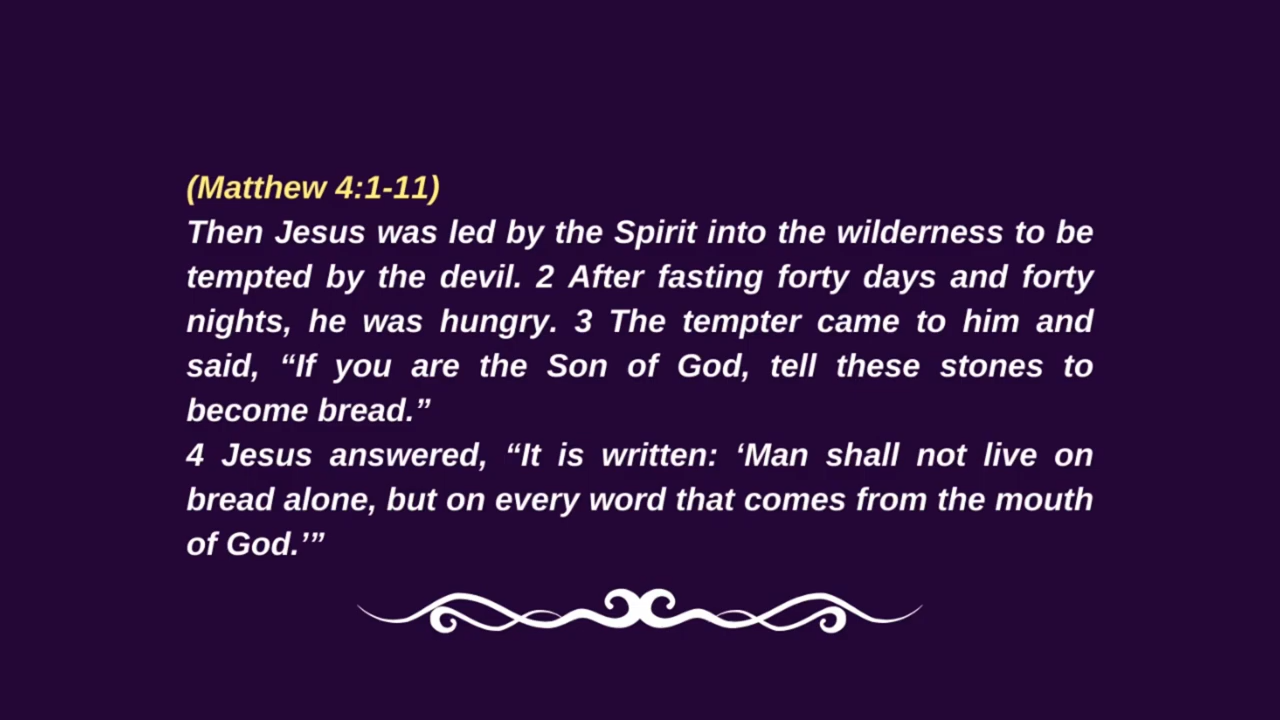 (Matthew 4:1-11)
Then Jesus was led by the Spirit into the wilderness to be
tempted by the devil. 2 After fasting forty days and forty
nights, he was hungry. 3 The tempter came to him and
said, “If you are the Son of God, tell these stones to
become bread.”
4 Jesus answered, “It is written: ‘Man shall not live on
bread alone, but on every word that comes from the mouth
of God.’”